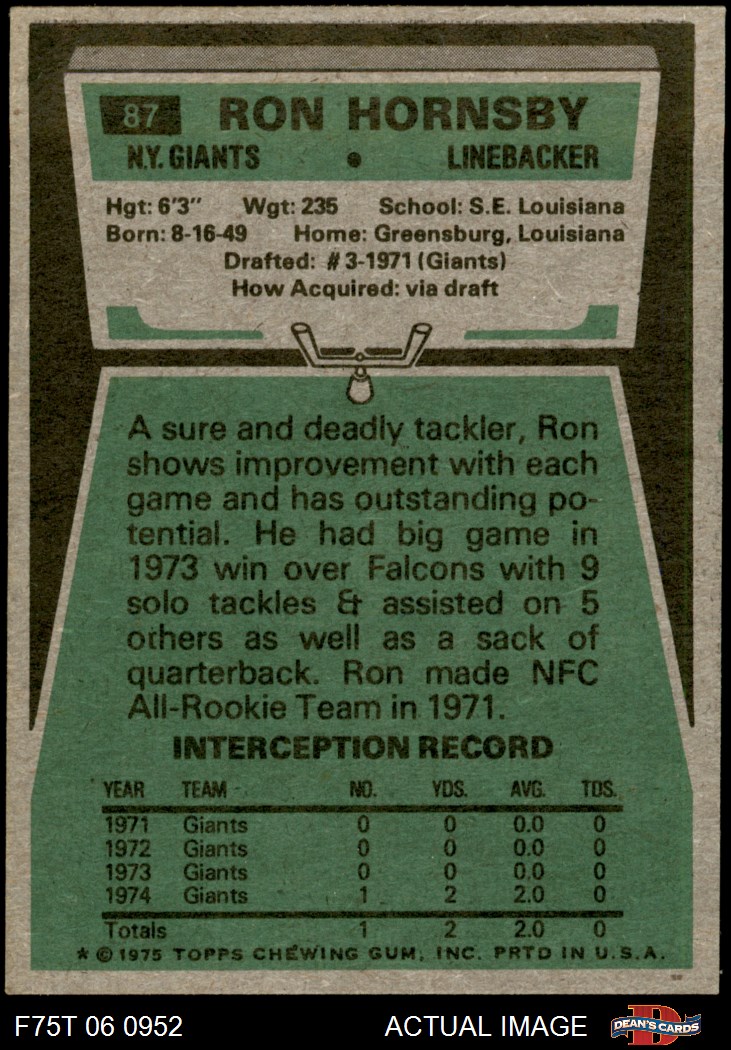 87 RON HORNSBY
N.Y. GIANTS • LINEBACKER
Hgt: 6'3" Wgt: 235 School: S.E. Louisiana
Born: 8-16-49 Home: Greensburg, Louisiana
Drafted: #3-1971 (Giants)
How Acquired: via draft
A sure and deadly tackler, Ron
shows improvement with each
game and has outstanding po-
tential. He had big game in
1973 win over Falcons with 9
solo tackles & assisted on 5
others as well as a sack of
quarterback. Ron made NFC
All-Rookie Team in 1971.
INTERCEPTION RECORD
YEAR TEAM NO. YDS. AVG. TDS.
1971 Giants 0 0 0.0 0
1972 Giants 0 0 0.0 0
1973 Giants 0 0 0.0 0
1974 Giants 1 2 2.0 0
Totals 1 2 2.0 0
* © 1975 TOPPS CHEWING GUM, INC. PRTD IN U.S.A.
F75T 06 0952 ACTUAL IMAGE DEAN'S CARDS